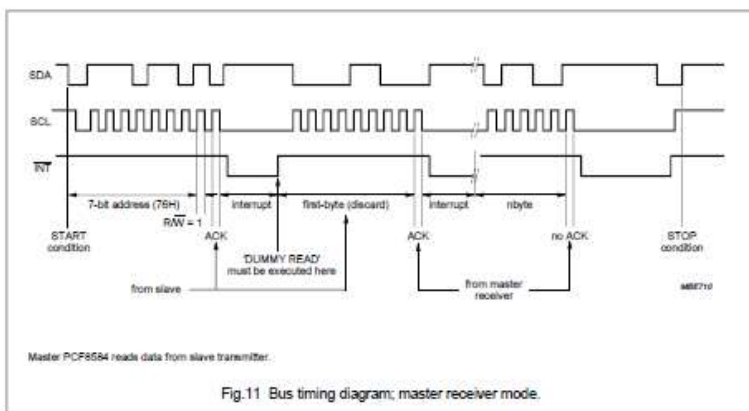 SDA
SCL
INT
7-bit address (76H)
interrupt
first-byte (discard)
interrupt
nbyte
R/W = 1
START
condition
ACK
'DUMMY READ'
must be executed here
ACK
no ACK
STOP
condition
from slave
from master
receiver
MBE710
Master PCF8584 reads data from slave transmitter.
Fig.11 Bus timing diagram; master receiver mode.